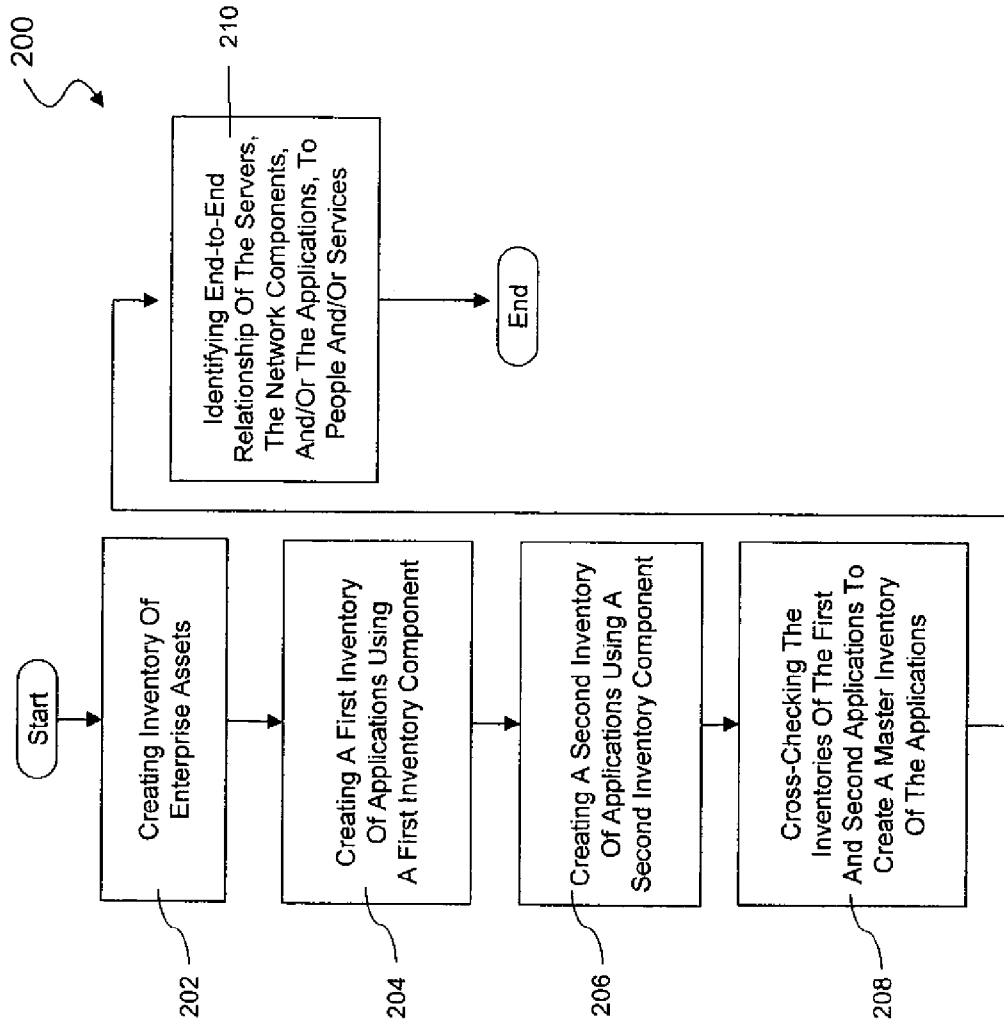 200
Start
Creating Inventory Of
Enterprise Assets
202
Creating A First Inventory
Of Applications Using
A First Inventory Component
204
Creating A Second Inventory
Of Applications Using A
Second Inventory Component
206
Cross-Checking The
Inventories Of The First
And Second Applications To
Create A Master Inventory
Of The Applications
208
Identifying End-to-End
Relationship Of The Servers,
The Network Components,
And/Or The Applications, To
People And/Or Services
210
End